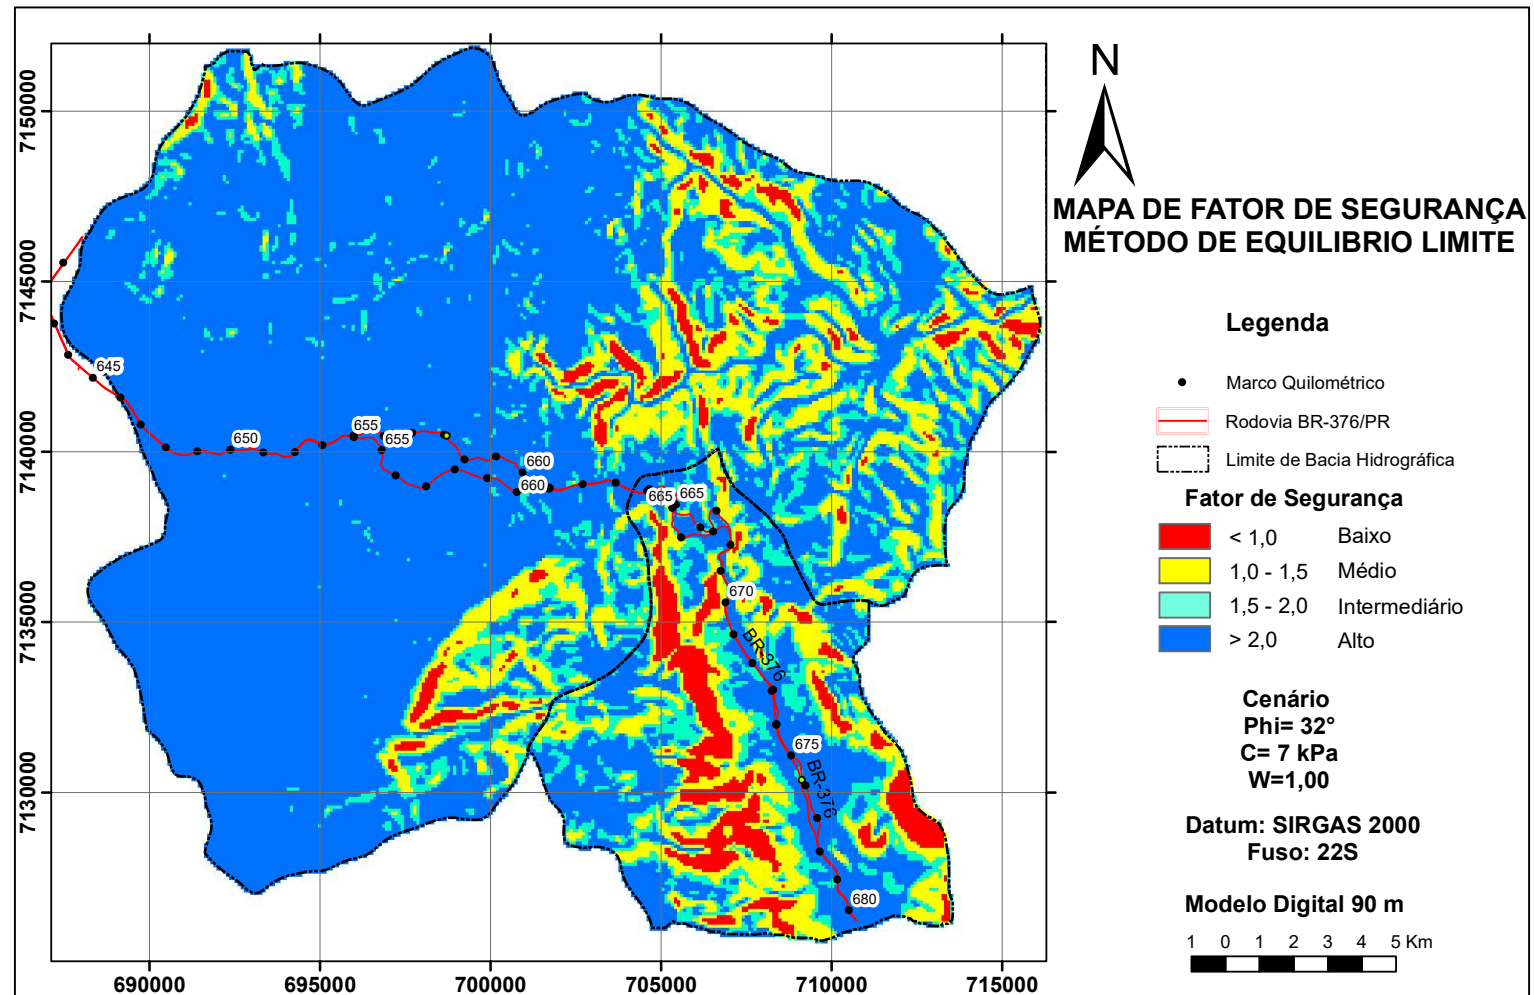 7150000
7145000
7140000
7135000
7130000
690000
695000
700000
705000
710000
715000
645
650
655
655
660
660
665
665
670
BR-376
675
BR-376
680
N
MAPA DE FATOR DE SEGURANÇA
MÉTODO DE EQUILIBRIO LIMITE
Legenda
Marco Quilométrico
Rodovia BR-376/PR
Limite de Bacia Hidrográfica
Fator de Segurança
< 1,0 Baixo
1,0 - 1,5 Médio
1,5 - 2,0 Intermediário
> 2,0 Alto
Cenário
Phi= 32°
C= 7 kPa
W=1,00
Datum: SIRGAS 2000
Fuso: 22S
Modelo Digital 90 m
1 0 1 2 3 4 5 Km